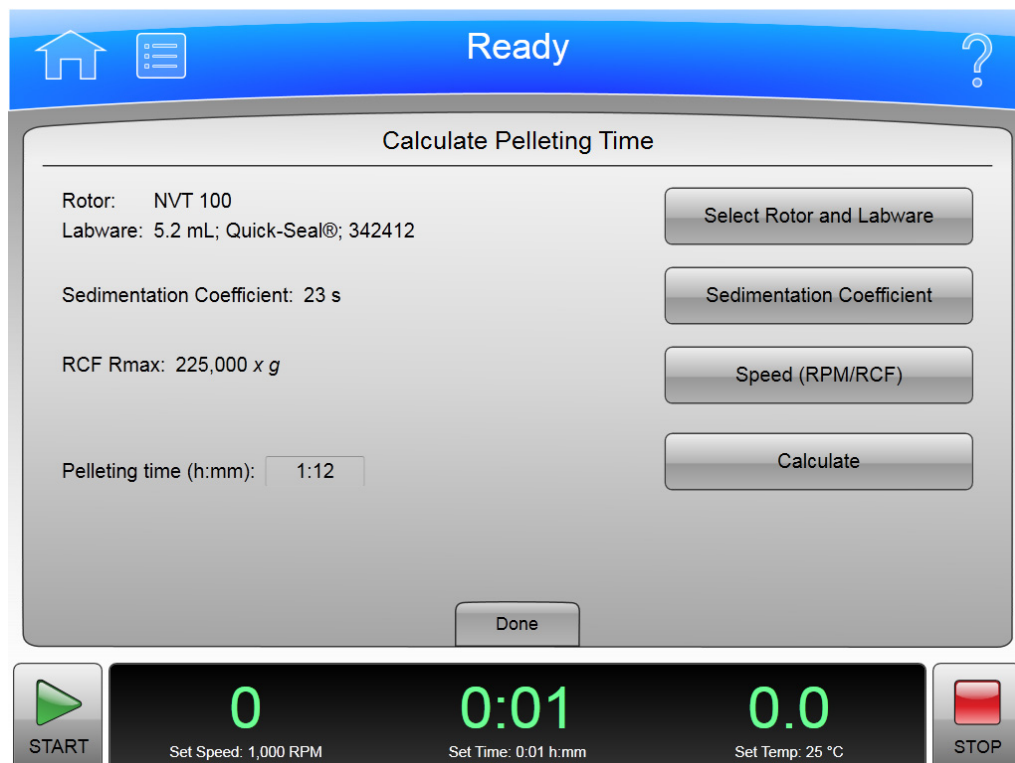 Ready
?
Calculate Pelleting Time
Rotor: NVT 100
Labware: 5.2 mL; Quick-Seal®; 342412
Select Rotor and Labware
Sedimentation Coefficient: 23 s
Sedimentation Coefficient
RCF Rmax: 225,000 x g
Speed (RPM/RCF)
Pelleting time (h:mm): 1:12
Calculate
Done
START
0
Set Speed: 1,000 RPM
0:01
Set Time: 0:01 h:mm
0.0
Set Temp: 25 °C
STOP